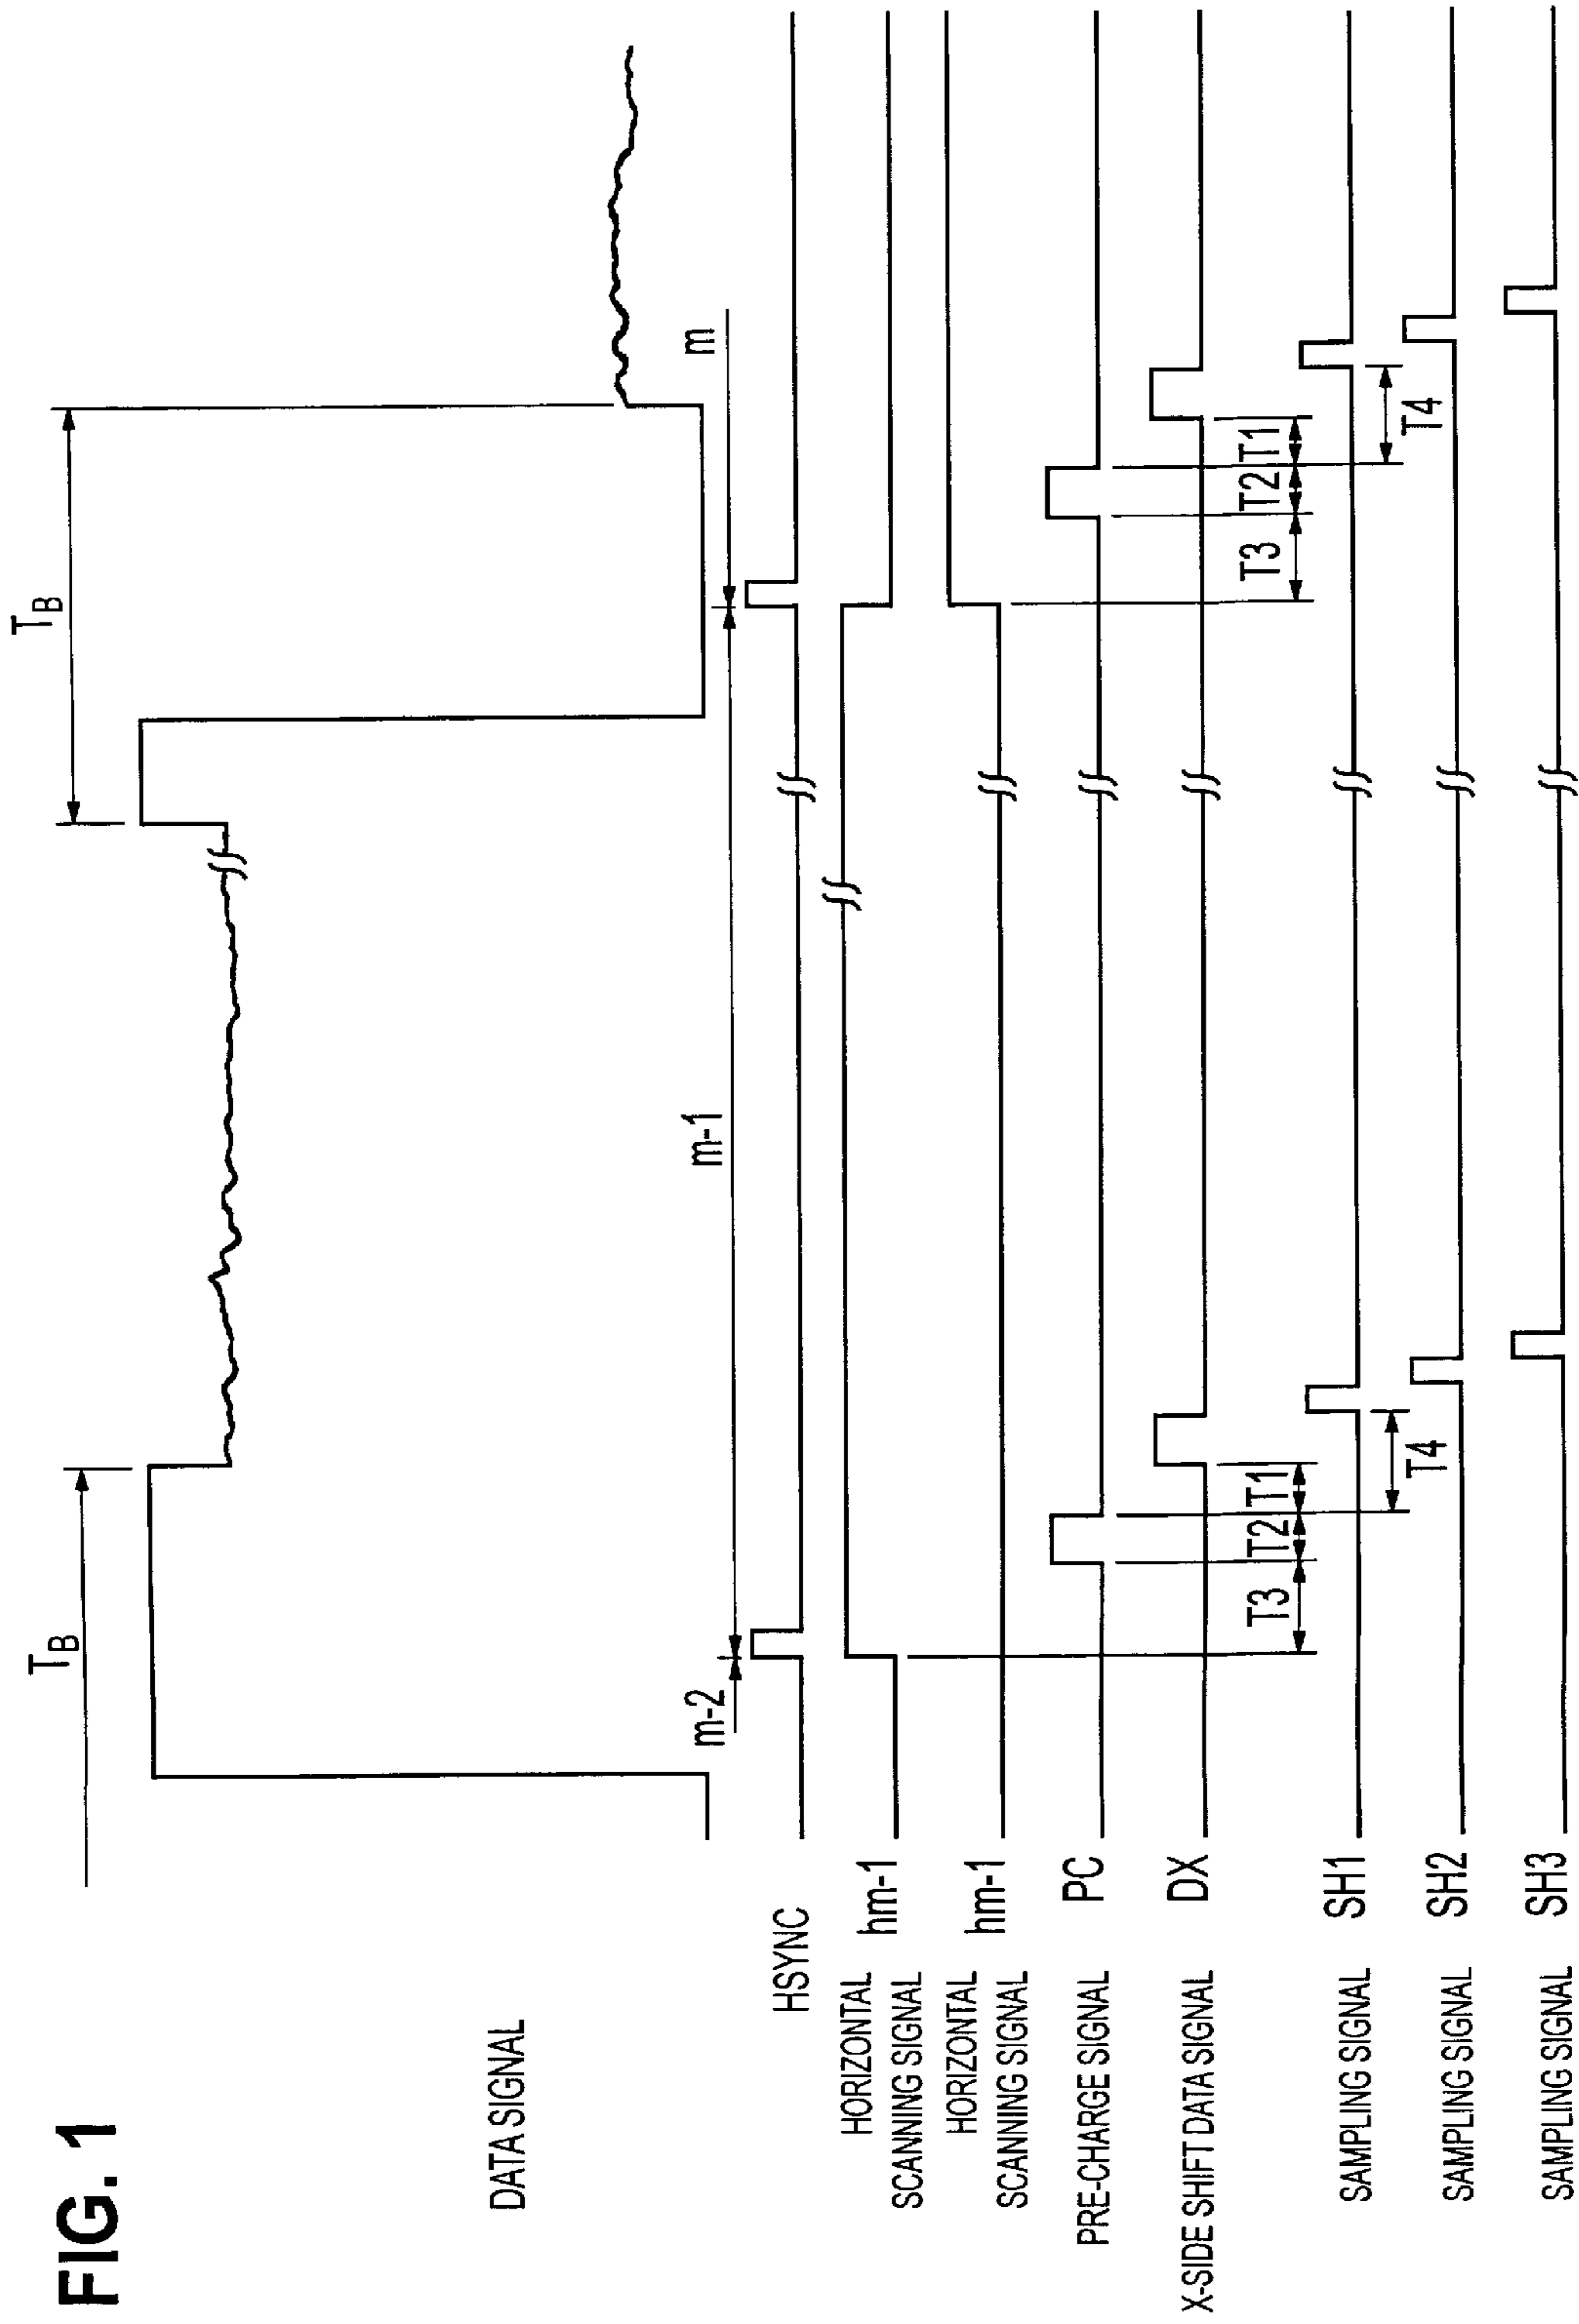 FIG. 1
T_B
T_B
DATA SIGNAL
m-2
m-1
m
HSYNC
HORIZONTAL
SCANNING SIGNAL
hm-1
HORIZONTAL
SCANNING SIGNAL
hm-1
PRE-CHARGE SIGNAL
PC
X-SIDE SHIFT DATA SIGNAL
DX
T3
T2
T1
T3
T2
T1
SAMPLING SIGNAL
SH1
T4
T4
SAMPLING SIGNAL
SH2
SAMPLING SIGNAL
SH3